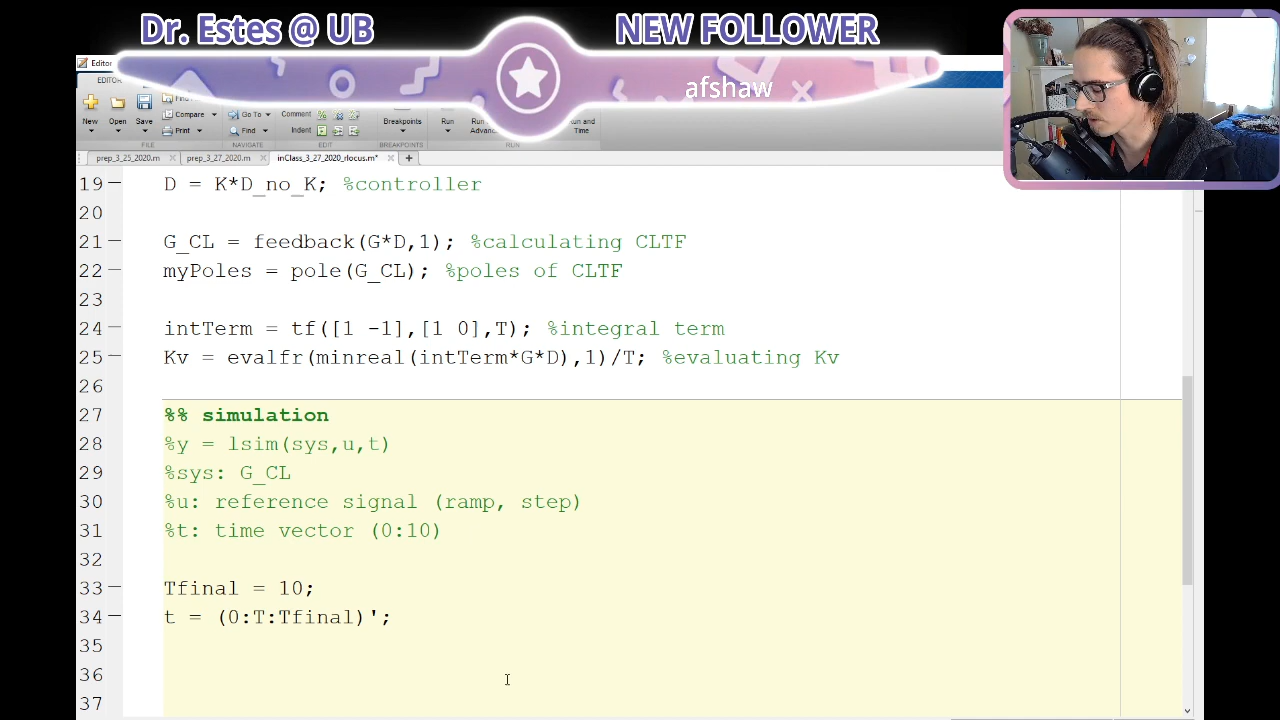 Dr. Estes @ UB
NEW FOLLOWER
afshaw
Editor
EDITOR
New
Open
Save
Compare
Print
Go To
Find
Comment
Indent
Breakpoints
Run
Run and
Time
FILE
NAVIGATE
EDIT
BREAKPOINTS
RUN
prep_3_25_2020.m
prep_3_27_2020.m
inClass_3_27_2020_rlocus.m*
19 D = K*D_no_K; %controller
20
21 G_CL = feedback(G*D,1); %calculating CLTF
22 myPoles = pole(G_CL); %poles of CLTF
23
24 intTerm = tf([1 -1],[1 0],T); %integral term
25 Kv = evalfr(minreal(intTerm*G*D),1)/T; %evaluating Kv
26
27 %% simulation
28 %y = lsim(sys,u,t)
29 %sys: G_CL
30 %u: reference signal (ramp, step)
31 %t: time vector (0:10)
32
33 Tfinal = 10;
34 t = (0:T:Tfinal)';
35
36
37